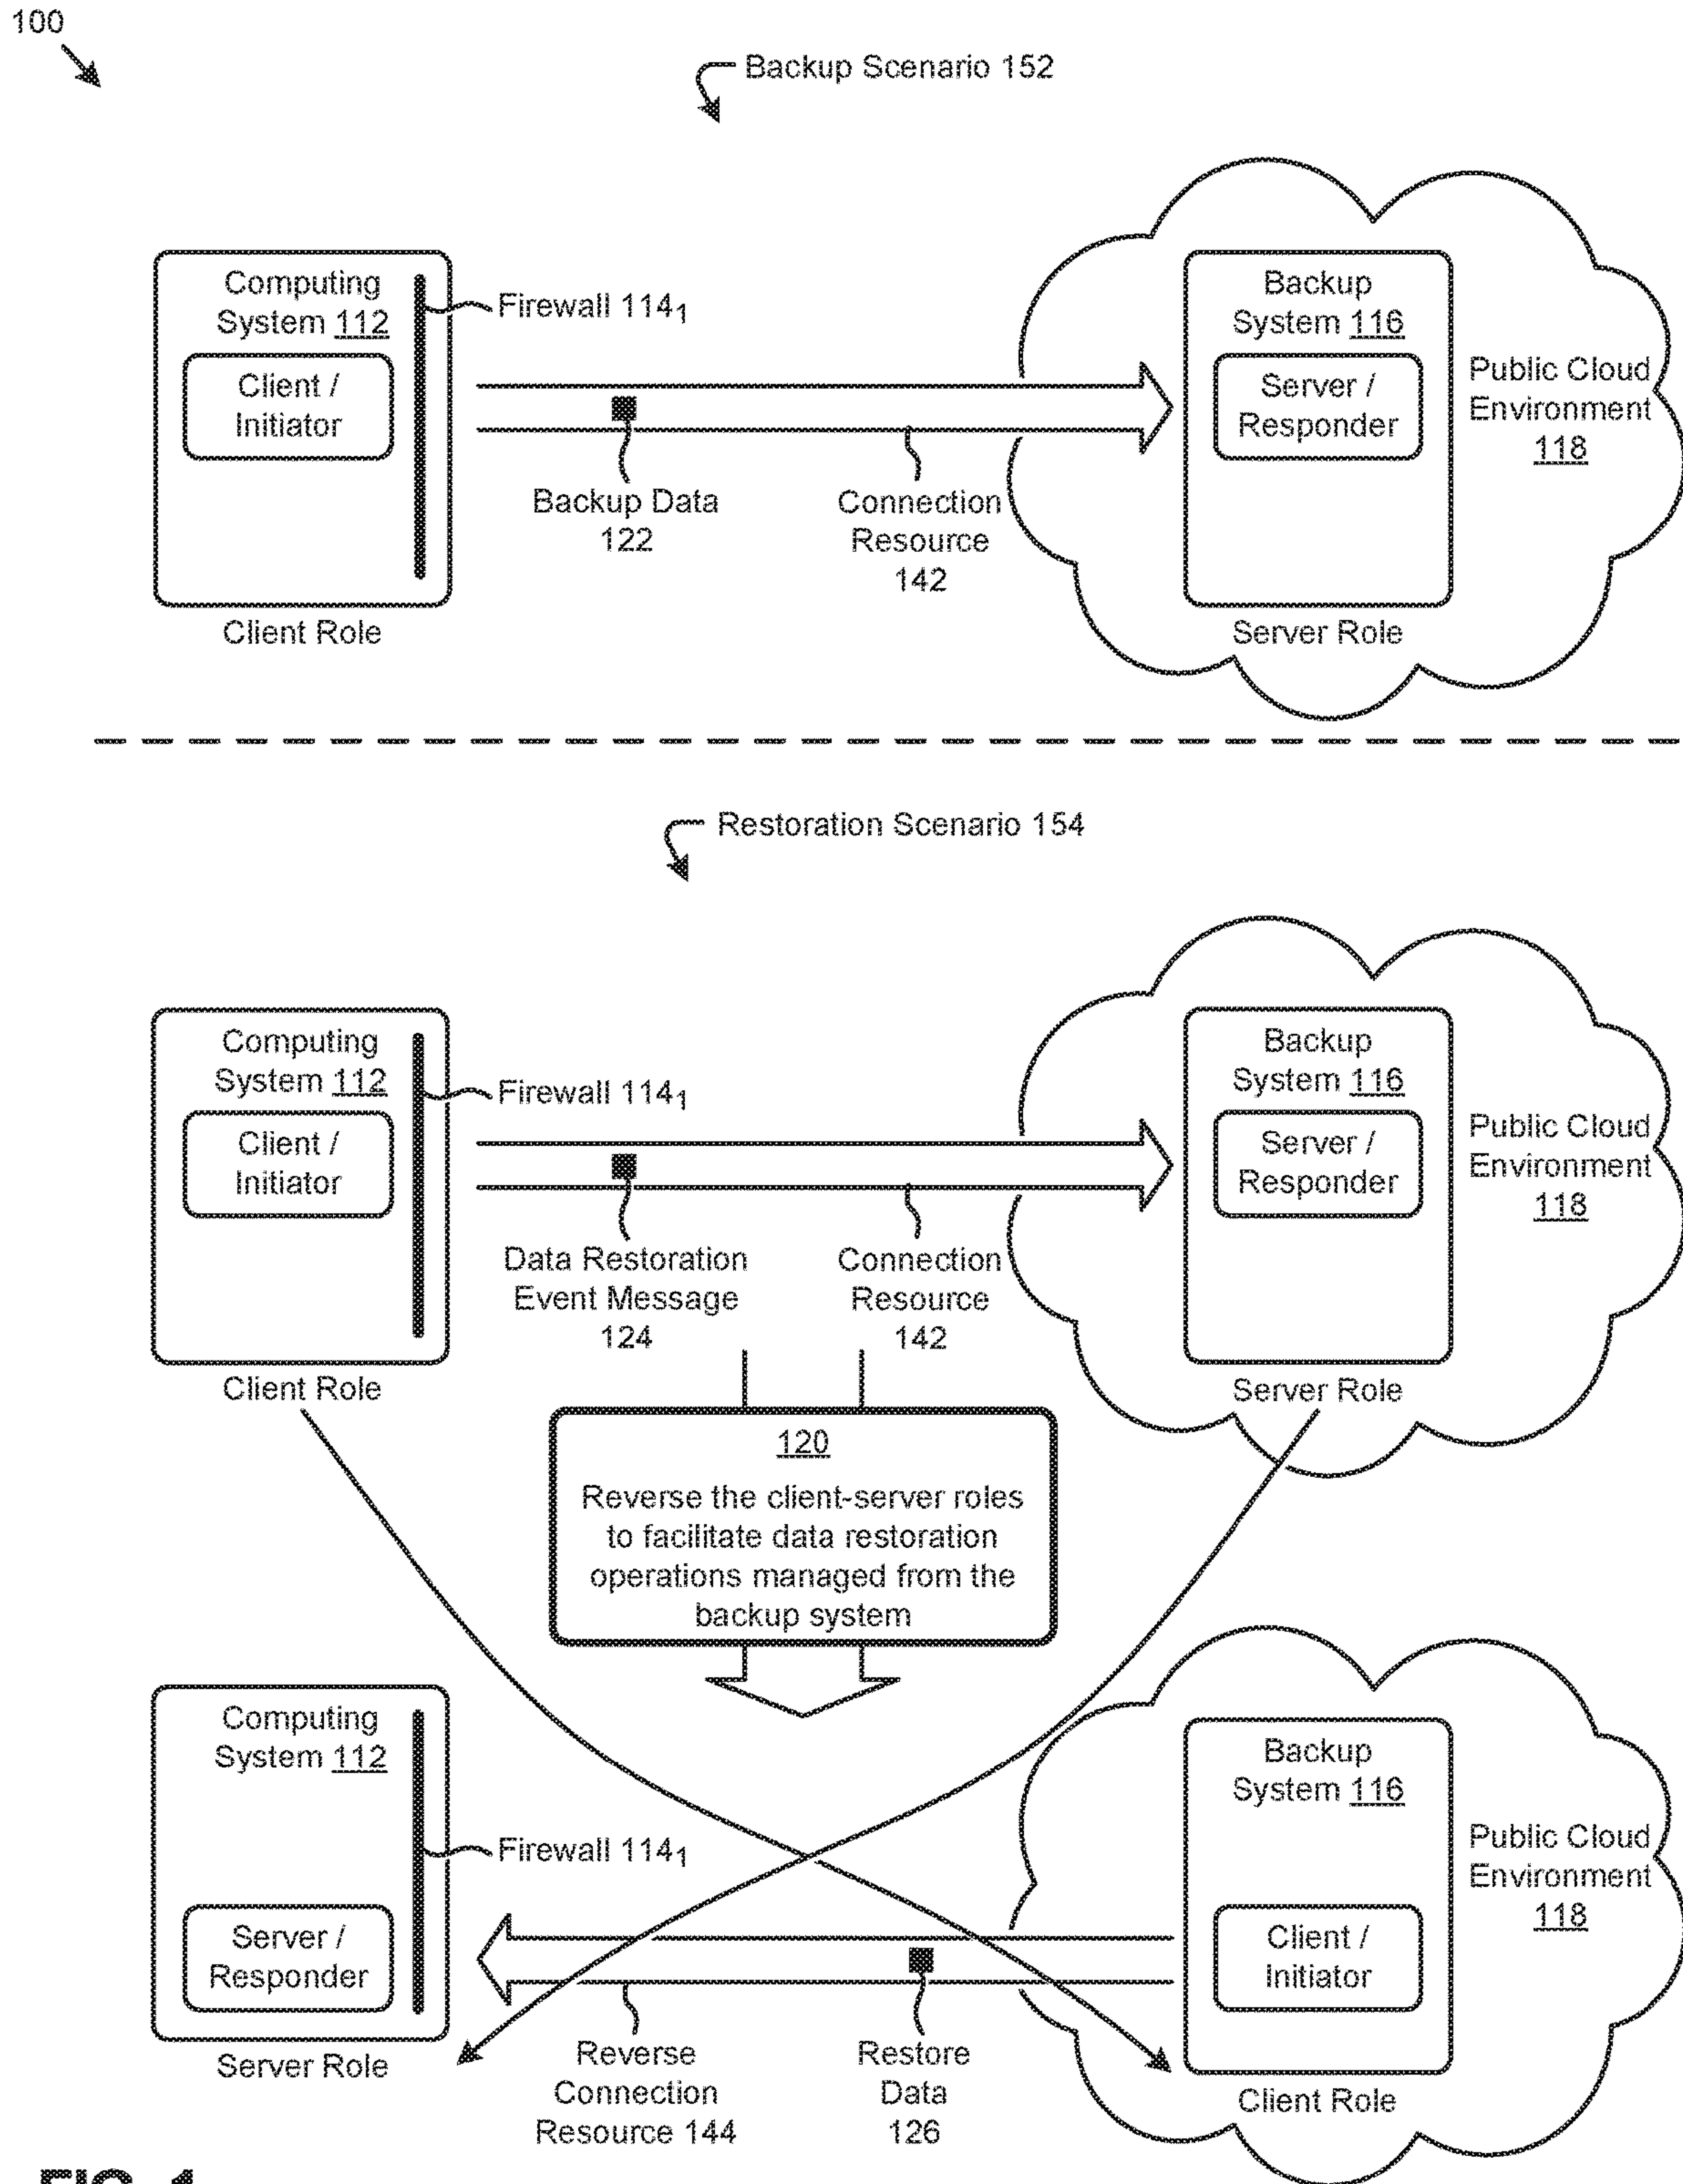 100
Backup Scenario 152
Computing
System 112
Client /
Initiator
Firewall 114₁
Backup Data
122
Connection
Resource
142
Client Role
Backup
System 116
Server /
Responder
Public Cloud
Environment
118
Server Role
Restoration Scenario 154
Computing
System 112
Client /
Initiator
Firewall 114₁
Data Restoration
Event Message
124
Connection
Resource
142
Client Role
Backup
System 116
Server /
Responder
Public Cloud
Environment
118
Server Role
120
Reverse the client-server roles
to facilitate data restoration
operations managed from the
backup system
Computing
System 112
Firewall 114₁
Server /
Responder
Server Role
Reverse
Connection
Resource 144
Restore
Data
126
Backup
System 116
Client /
Initiator
Public Cloud
Environment
118
Client Role
FIG. 1